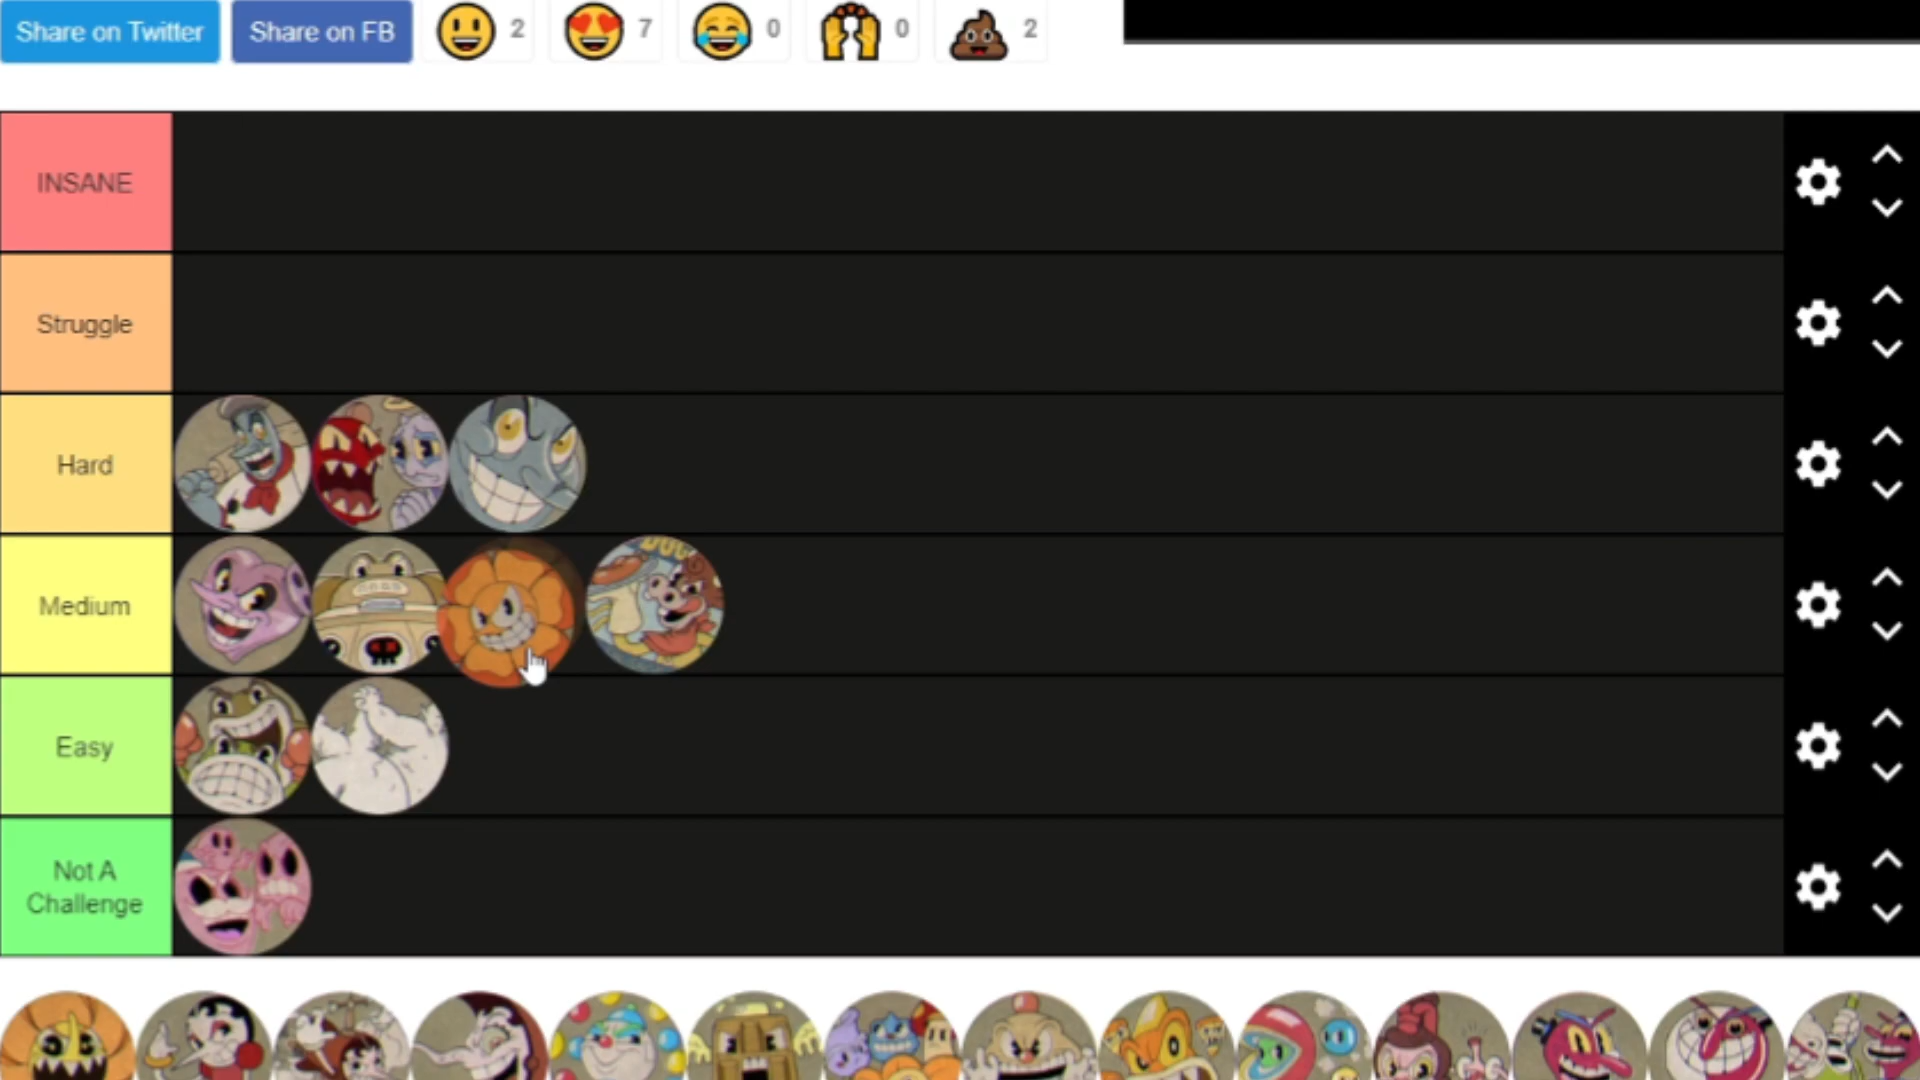 Share on Twitter Share on FB 2 7 0 0 2
INSANE
Struggle
Hard
Medium
Easy
Not A
Challenge